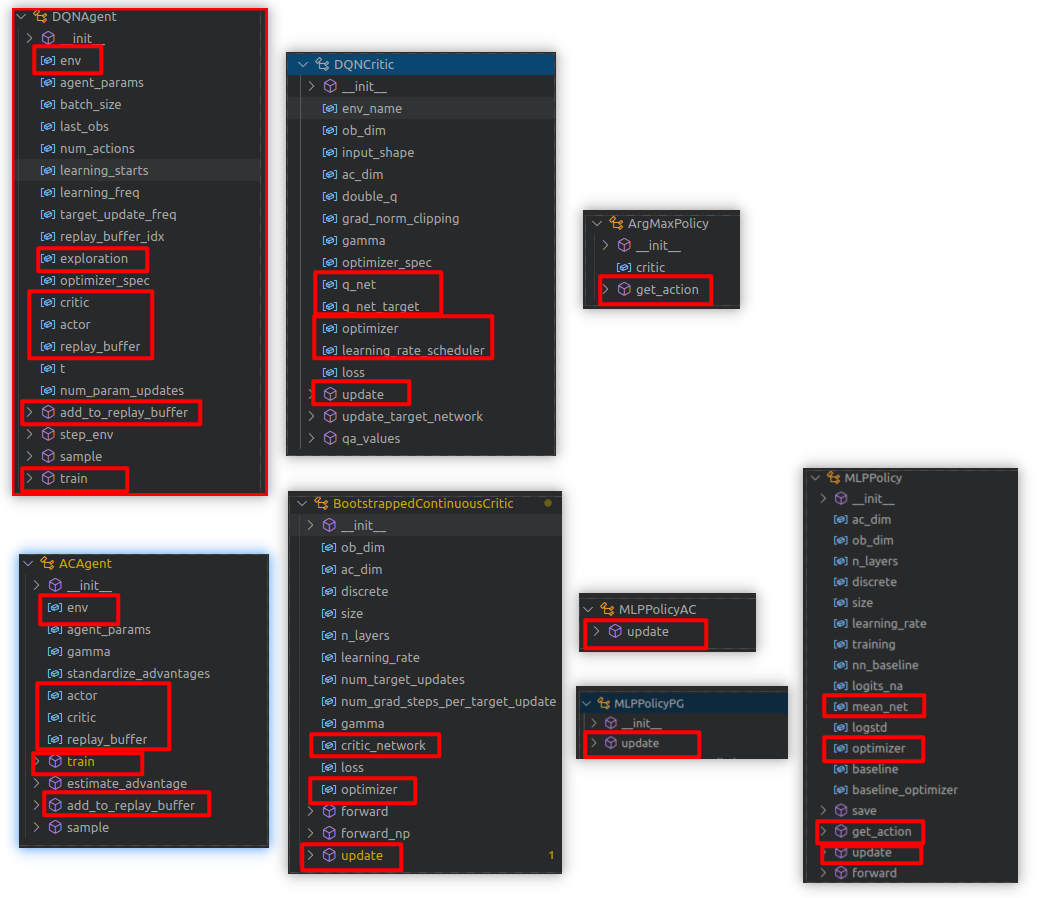 DQNAgent
__init__
env
agent_params
batch_size
last_obs
num_actions
learning_starts
learning_freq
target_update_freq
replay_buffer_idx
exploration
optimizer_spec
critic
actor
replay_buffer
t
num_param_updates
add_to_replay_buffer
step_env
sample
train
DQNCritic
__init__
env_name
ob_dim
input_shape
ac_dim
double_q
grad_norm_clipping
gamma
optimizer_spec
q_net
q_net_target
optimizer
learning_rate_scheduler
loss
update
update_target_network
qa_values
ArgMaxPolicy
__init__
critic
get_action
ACAgent
__init__
env
agent_params
gamma
standardize_advantages
actor
critic
replay_buffer
train
estimate_advantage
add_to_replay_buffer
sample
BootstrappedContinuousCritic
__init__
ob_dim
ac_dim
discrete
size
n_layers
learning_rate
num_target_updates
num_grad_steps_per_target_update
gamma
critic_network
loss
optimizer
forward
forward_np
update 1
MLPPolicyAC
update
MLPPolicyPG
__init__
update
MLPPolicy
__init__
ac_dim
ob_dim
n_layers
discrete
size
learning_rate
training
nn_baseline
logits_na
mean_net
logstd
optimizer
baseline
baseline_optimizer
save
get_action
update
forward